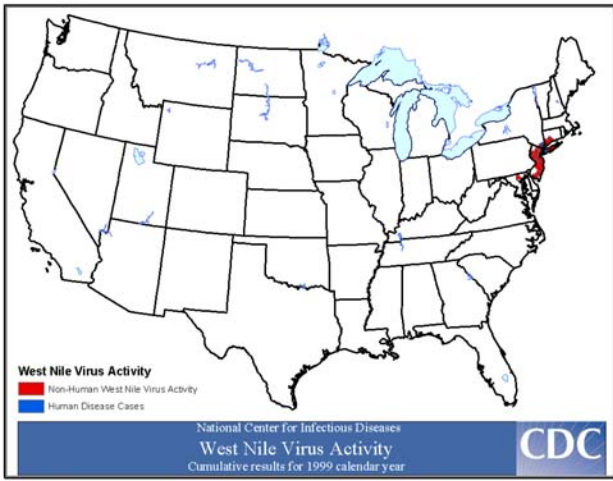 West Nile Virus Activity
Non-Human West Nile Virus Activity
Human Disease Cases
National Center for Infectious Diseases
West Nile Virus Activity
Cumulative results for 1999 calendar year
CDC